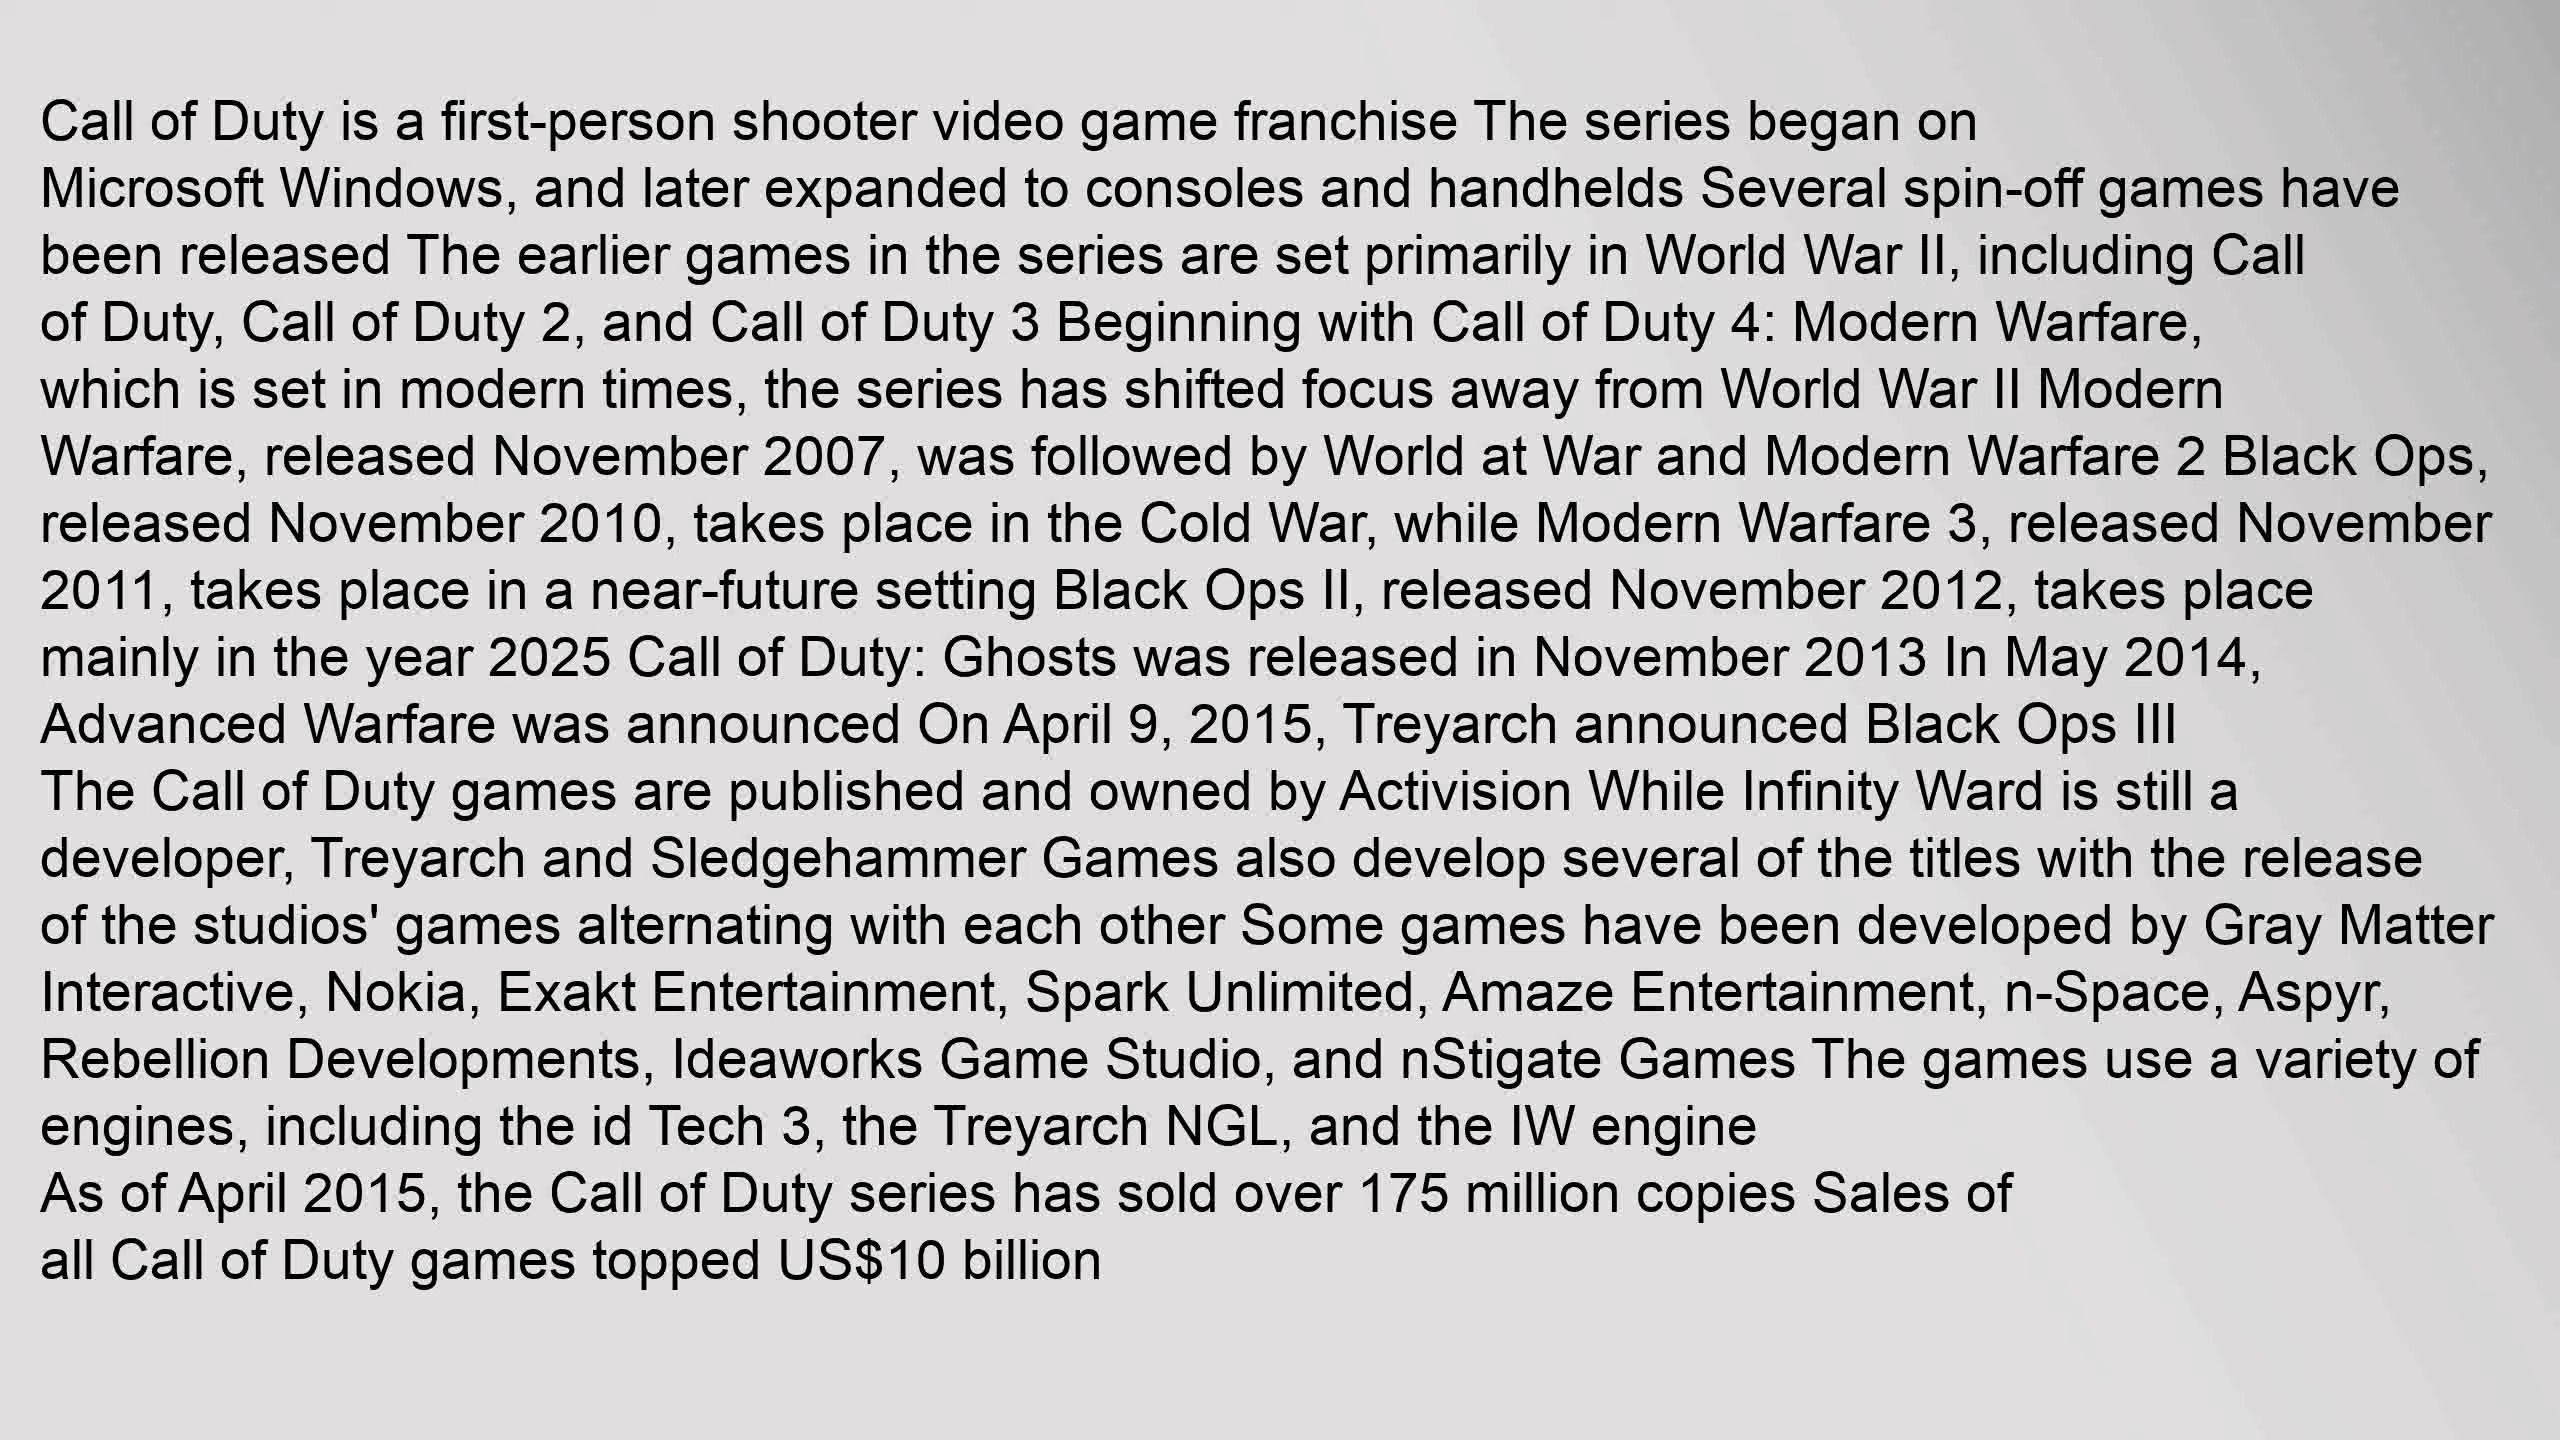 Call of Duty is a first-person shooter video game franchise The series began on
Microsoft Windows, and later expanded to consoles and handhelds Several spin-off games have
been released The earlier games in the series are set primarily in World War II, including Call
of Duty, Call of Duty 2, and Call of Duty 3 Beginning with Call of Duty 4: Modern Warfare,
which is set in modern times, the series has shifted focus away from World War II Modern
Warfare, released November 2007, was followed by World at War and Modern Warfare 2 Black Ops,
released November 2010, takes place in the Cold War, while Modern Warfare 3, released November
2011, takes place in a near-future setting Black Ops II, released November 2012, takes place
mainly in the year 2025 Call of Duty: Ghosts was released in November 2013 In May 2014,
Advanced Warfare was announced On April 9, 2015, Treyarch announced Black Ops III
The Call of Duty games are published and owned by Activision While Infinity Ward is still a
developer, Treyarch and Sledgehammer Games also develop several of the titles with the release
of the studios' games alternating with each other Some games have been developed by Gray Matter
Interactive, Nokia, Exakt Entertainment, Spark Unlimited, Amaze Entertainment, n-Space, Aspyr,
Rebellion Developments, Ideaworks Game Studio, and nStigate Games The games use a variety of
engines, including the id Tech 3, the Treyarch NGL, and the IW engine
As of April 2015, the Call of Duty series has sold over 175 million copies Sales of
all Call of Duty games topped US$10 billion